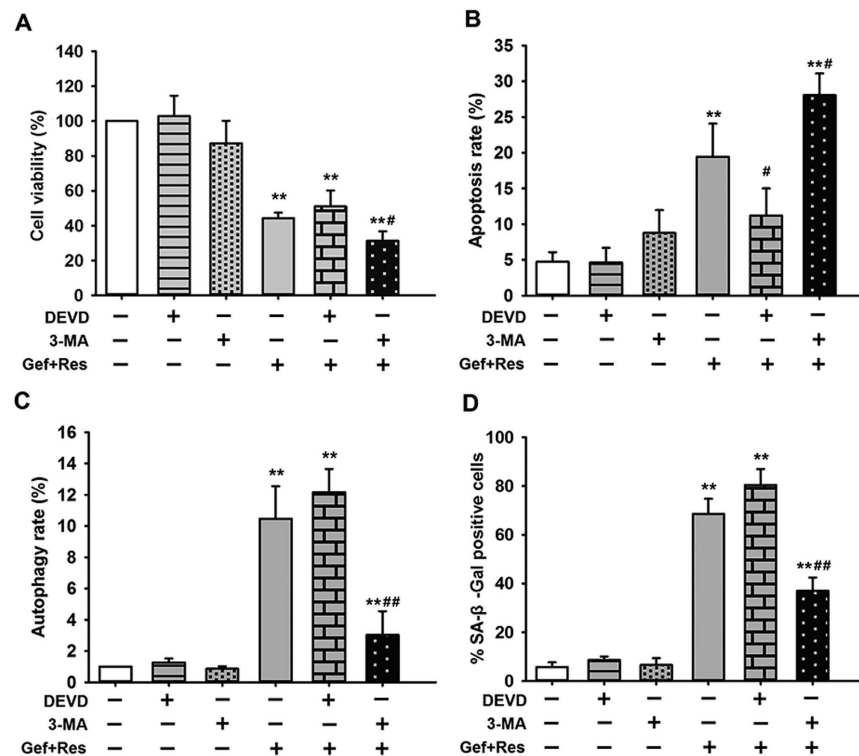 A
Cell viability (%)
140
120
100
80
60
40
20
0
**
**
**#
DEVD − + − − + −
3-MA − − + − − +
Gef+Res − − − + + +
B
Apoptosis rate (%)
35
30
25
20
15
10
5
0
**
#
**#
DEVD − + − − + −
3-MA − − + − − +
Gef+Res − − − + + +
C
Autophagy rate (%)
16
14
12
10
8
6
4
2
0
**
**
**##
DEVD − + − − + −
3-MA − − + − − +
Gef+Res − − − + + +
D
% SA-β -Gal positive cells
100
80
60
40
20
0
**
**
**##
DEVD − + − − + −
3-MA − − + − − +
Gef+Res − − − + + +